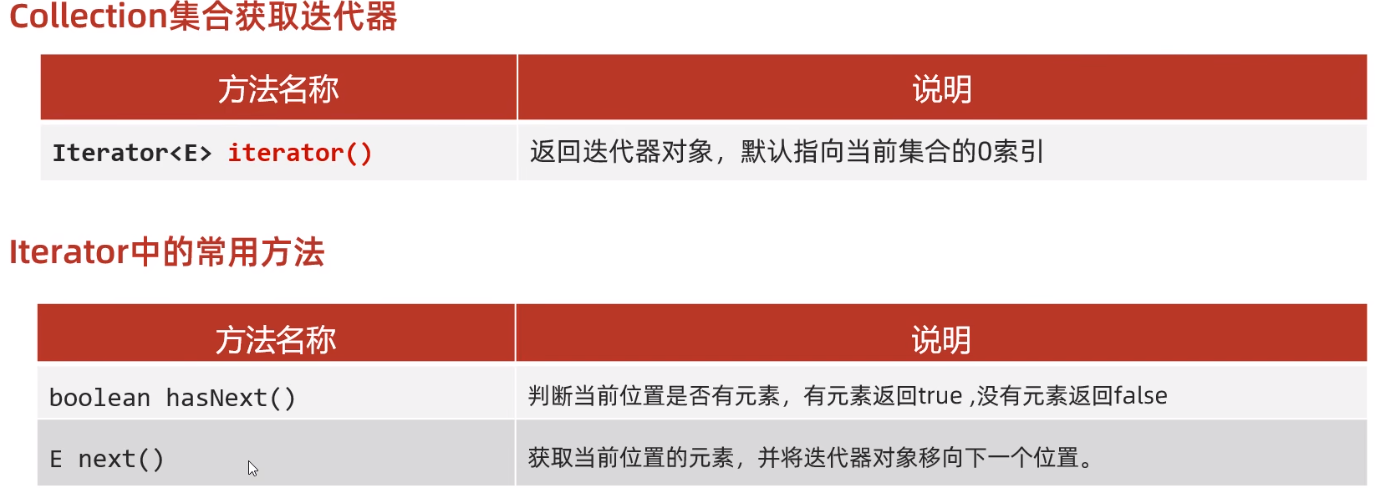 Collection集合获取迭代器
方法名称 说明
Iterator<E> iterator() 返回迭代器对象，默认指向当前集合的0索引
Iterator中的常用方法
方法名称 说明
boolean hasNext() 判断当前位置是否有元素，有元素返回true ,没有元素返回false
E next() 获取当前位置的元素，并将迭代器对象移向下一个位置。